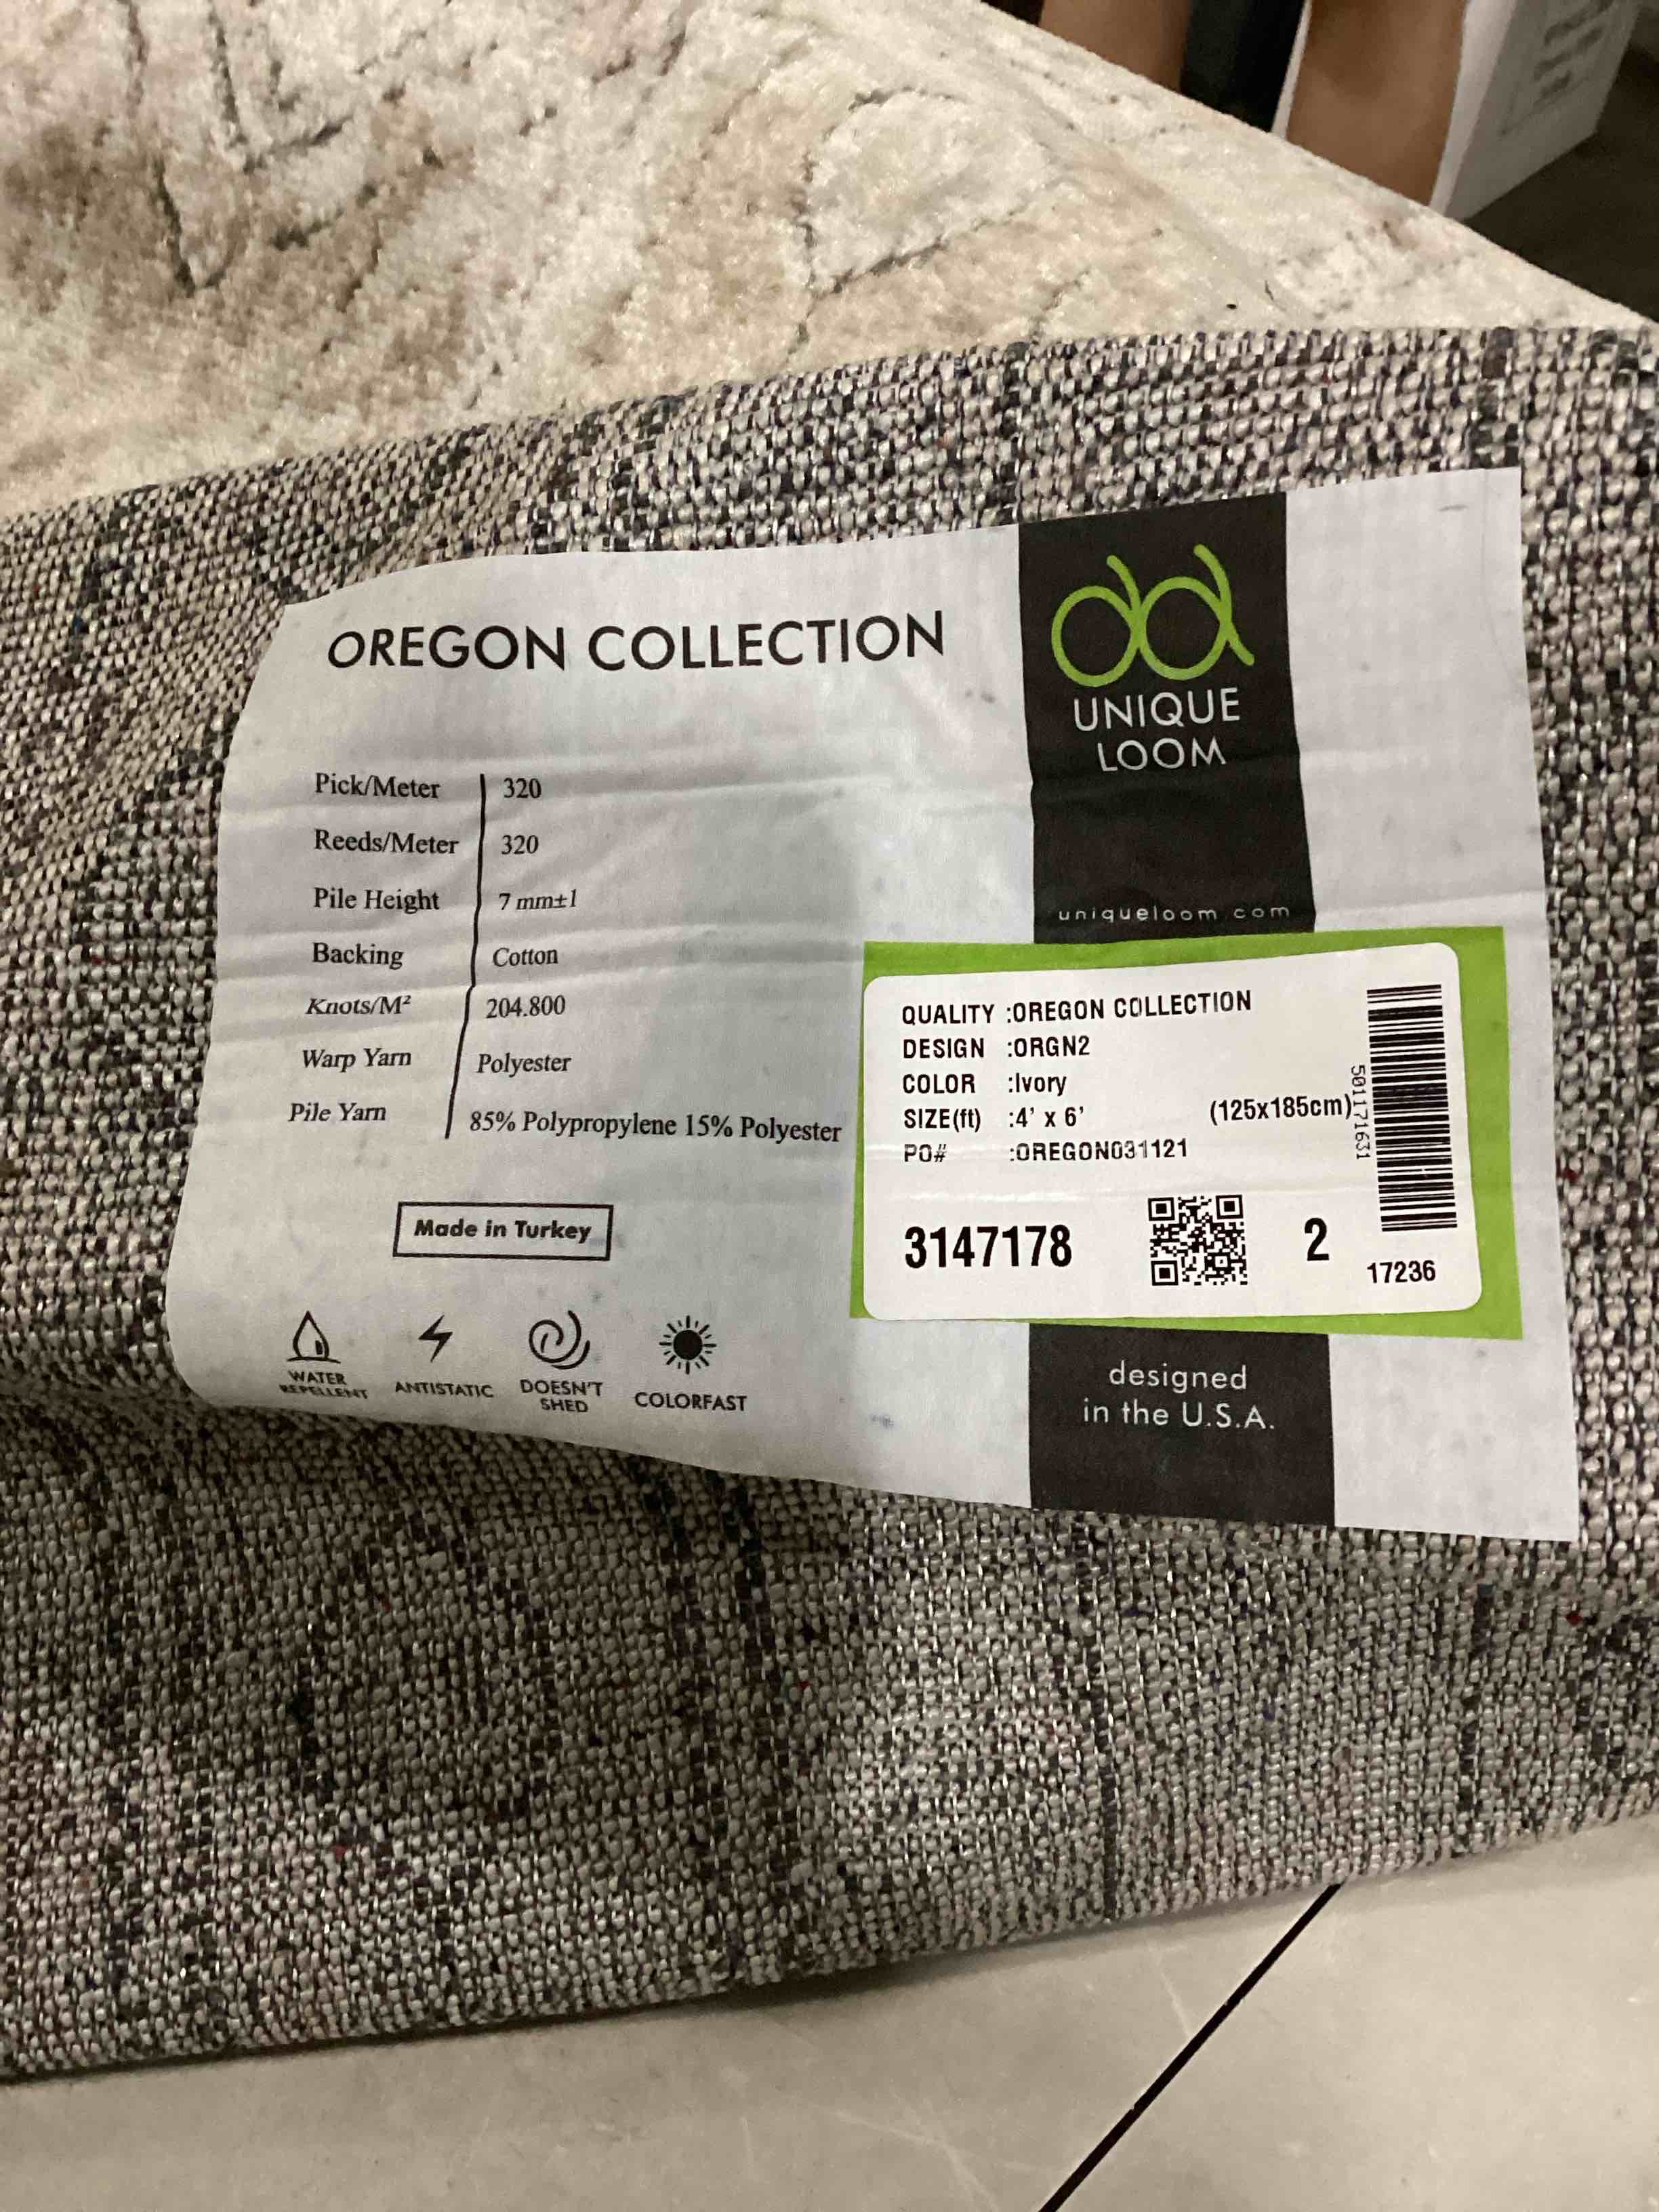 OREGON COLLECTION
UNIQUE
LOOM
uniqueloom.com
Pick/Meter 320
Reeds/Meter 320
Pile Height 7 mm±1
Backing Cotton
Knots/M² 204.800
Warp Yarn Polyester
Pile Yarn 85% Polypropylene 15% Polyester
Made in Turkey
WATER
REPELLENT
ANTISTATIC
DOESN'T
SHED
COLORFAST
QUALITY :OREGON COLLECTION
DESIGN :ORGN2
COLOR :Ivory
SIZE(ft) :4' x 6' (125x185cm)
PO# :OREGON031121
3147178
2
17236
501171631
designed
in the U.S.A.